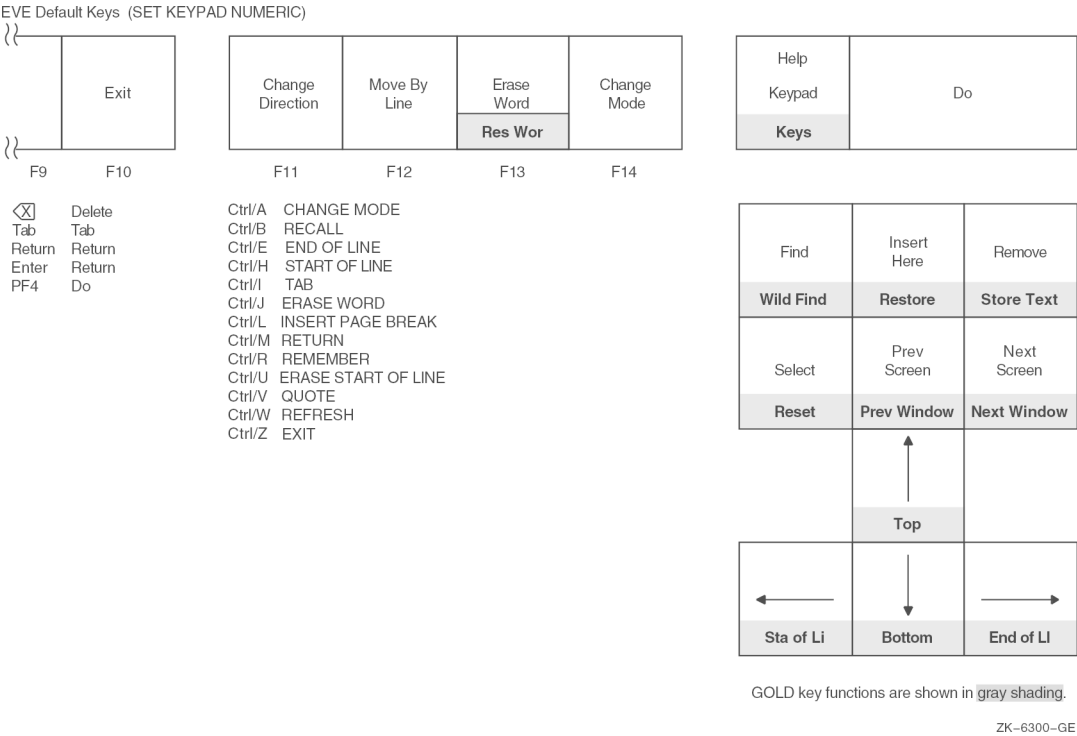 EVE Default Keys (SET KEYPAD NUMERIC)
Exit
Change
Direction
Move By
Line
Erase
Word
Res Wor
Change
Mode
Help
Keypad
Keys
Do
F9
F10
F11
F12
F13
F14
X Delete
Tab Tab
Return Return
Enter Return
PF4 Do
Ctrl/A CHANGE MODE
Ctrl/B RECALL
Ctrl/E END OF LINE
Ctrl/H START OF LINE
Ctrl/I TAB
Ctrl/J ERASE WORD
Ctrl/L INSERT PAGE BREAK
Ctrl/M RETURN
Ctrl/R REMEMBER
Ctrl/U ERASE START OF LINE
Ctrl/V QUOTE
Ctrl/W REFRESH
Ctrl/Z EXIT
Find
Insert
Here
Remove
Wild Find
Restore
Store Text
Select
Prev
Screen
Next
Screen
Reset
Prev Window
Next Window
Top
Sta of Li
Bottom
End of LI
GOLD key functions are shown in gray shading.
ZK–6300–GE